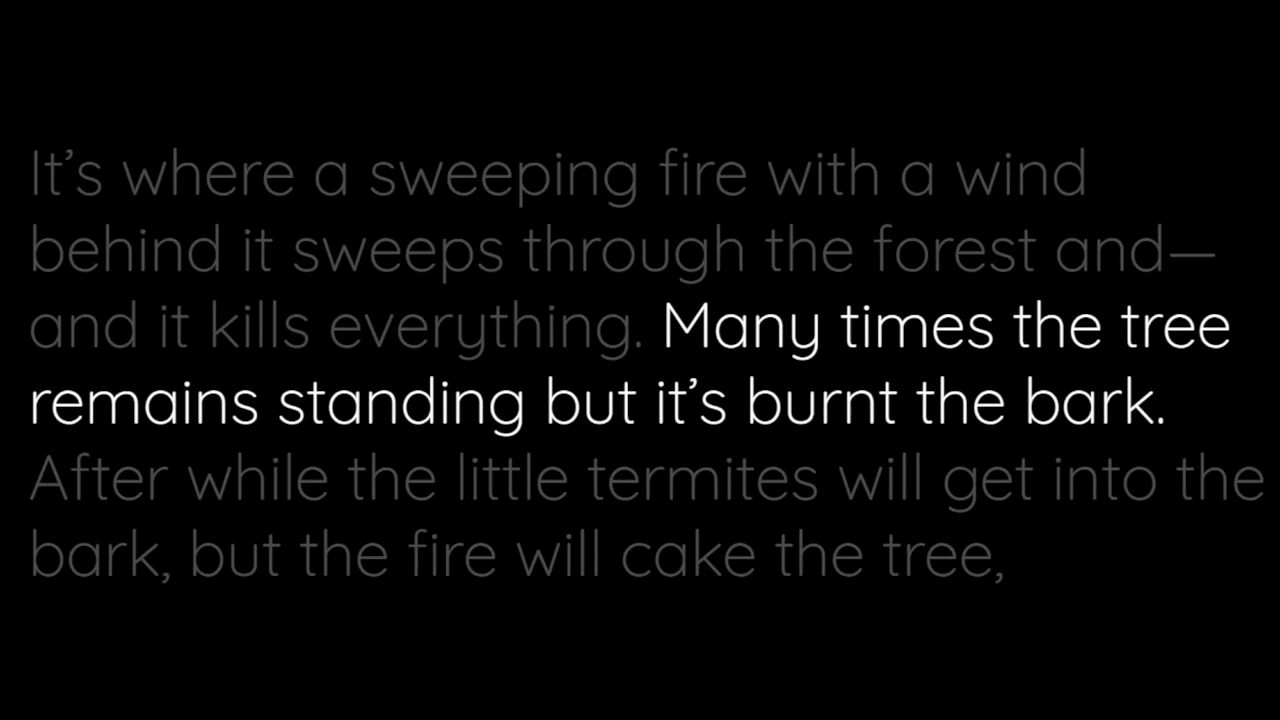 It’s where a sweeping fire with a wind
behind it sweeps through the forest and—
and it kills everything. Many times the tree
remains standing but it’s burnt the bark.
After while the little termites will get into the
bark, but the fire will cake the tree,